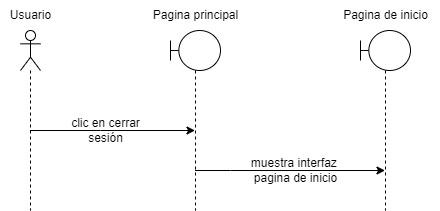 Usuario
Pagina principal
Pagina de inicio
clic en cerrar
sesión
muestra interfaz
pagina de inicio